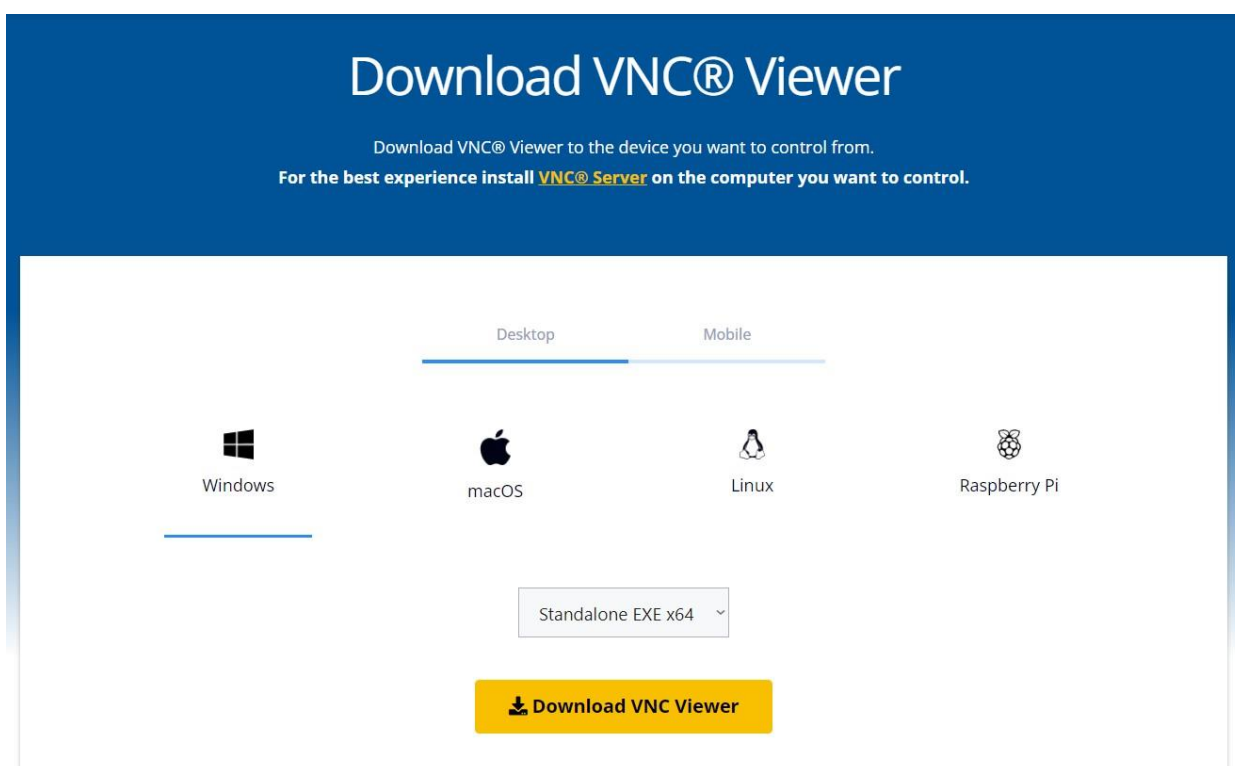 Download VNC® Viewer
Download VNC® Viewer to the device you want to control from.
For the best experience install VNC® Server on the computer you want to control.
Desktop
Mobile
Windows
macOS
Linux
Raspberry Pi
Standalone EXE x64
Download VNC Viewer